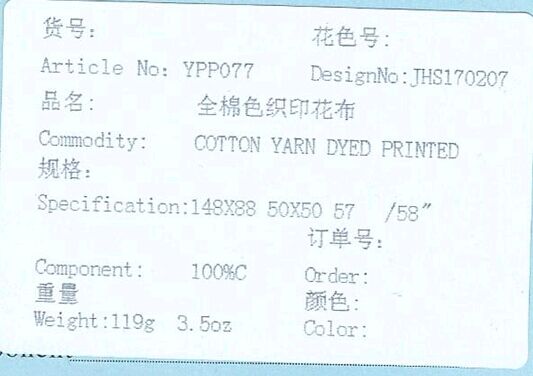 货号: 花色号:
Article No: YPP077 DesignNo:JHS170207
品名: 全棉色织印花布
Commodity: COTTON YARN DYED PRINTED
规格:
Specification:148X88 50X50 57 /58"
订单号:
Component: 100%C Order:
重量 颜色:
Weight:119g 3.5oz Color: